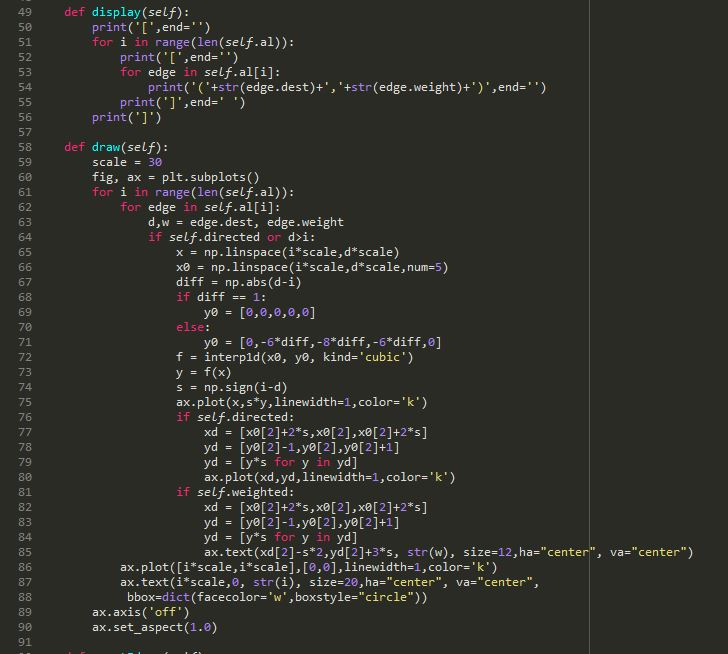 49 def display(self):
50 print('[',end='')
51 for i in range(len(self.al)):
52 print('[',end='')
53 for edge in self.al[i]:
54 print('('+str(edge.dest)+','+str(edge.weight)+')',end='')
55 print(']',end=' ')
56 print(']')
57
58 def draw(self):
59 scale = 30
60 fig, ax = plt.subplots()
61 for i in range(len(self.al)):
62 for edge in self.al[i]:
63 d,w = edge.dest, edge.weight
64 if self.directed or d>i:
65 x = np.linspace(i*scale,d*scale)
66 x0 = np.linspace(i*scale,d*scale,num=5)
67 diff = np.abs(d-i)
68 if diff == 1:
69 y0 = [0,0,0,0,0]
70 else:
71 y0 = [0,-6*diff,-8*diff,-6*diff,0]
72 f = interp1d(x0, y0, kind='cubic')
73 y = f(x)
74 s = np.sign(i-d)
75 ax.plot(x,s*y,linewidth=1,color='k')
76 if self.directed:
77 xd = [x0[2]+2*s,x0[2],x0[2]+2*s]
78 yd = [y0[2]-1,y0[2],y0[2]+1]
79 yd = [y*s for y in yd]
80 ax.plot(xd,yd,linewidth=1,color='k')
81 if self.weighted:
82 xd = [x0[2]+2*s,x0[2],x0[2]+2*s]
83 yd = [y0[2]-1,y0[2],y0[2]+1]
84 yd = [y*s for y in yd]
85 ax.text(xd[2]-s*2,yd[2]+3*s, str(w), size=12,ha="center", va="center")
86 ax.plot([i*scale,i*scale],[0,0],linewidth=1,color='k')
87 ax.text(i*scale,0, str(i), size=20,ha="center", va="center",
88 bbox=dict(facecolor='w',boxstyle="circle"))
89 ax.axis('off')
90 ax.set_aspect(1.0)
91